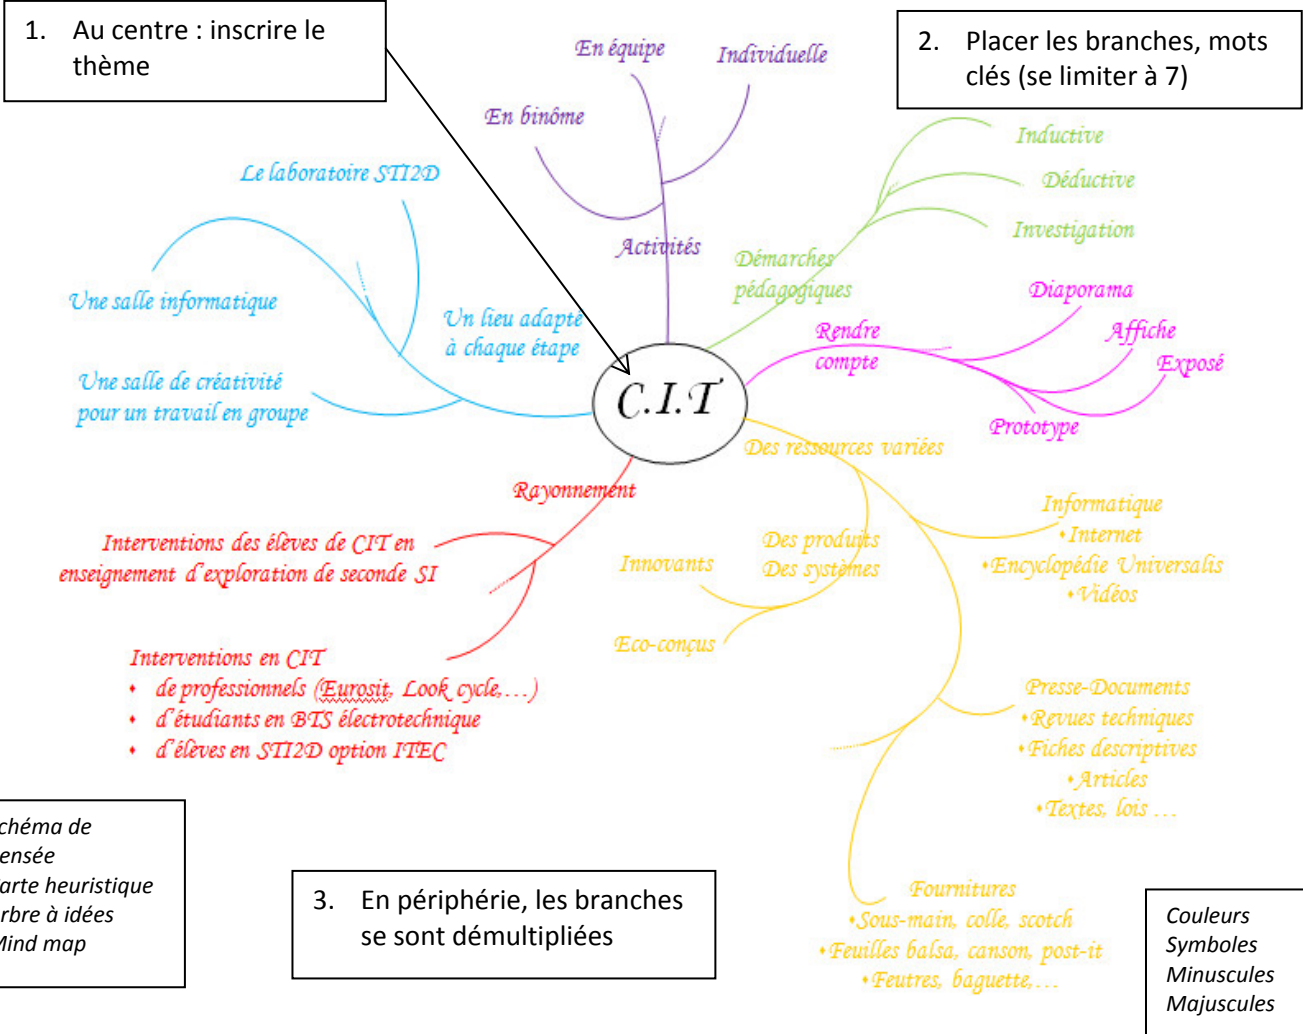 1. Au centre : inscrire le
thème
2. Placer les branches, mots
clés (se limiter à 7)
En équipe
Individuelle
En binôme
Activités
Inductive
Déductive
Investigation
Démarches
pédagogiques
Le laboratoire STI2D
Une salle informatique
Un lieu adapté
à chaque étape
Une salle de créativité
pour un travail en groupe
C.I.T
Rendre
compte
Diaporama
Affiche
Exposé
Prototype
Des ressources variées
Rayonnement
Interventions des élèves de CIT en
enseignement d'exploration de seconde SI
Interventions en CIT
• de professionnels (Eurosit, Look cycle,…)
• d'étudiants en BTS électrotechnique
• d'élèves en STI2D option ITEC
Des produits
Des systèmes
Innovants
Eco-conçus
Informatique
•Internet
•Encyclopédie Universalis
•Vidéos
Presse-Documents
•Revues techniques
•Fiches descriptives
•Articles
•Textes, lois …
Fournitures
•Sous-main, colle, scotch
•Feuilles balsa, canson, post-it
•Feutres, baguette,…
chéma de
ensée
arte heuristique
rbre à idées
Mind map
3. En périphérie, les branches
se sont démultipliées
Couleurs
Symboles
Minuscules
Majuscules